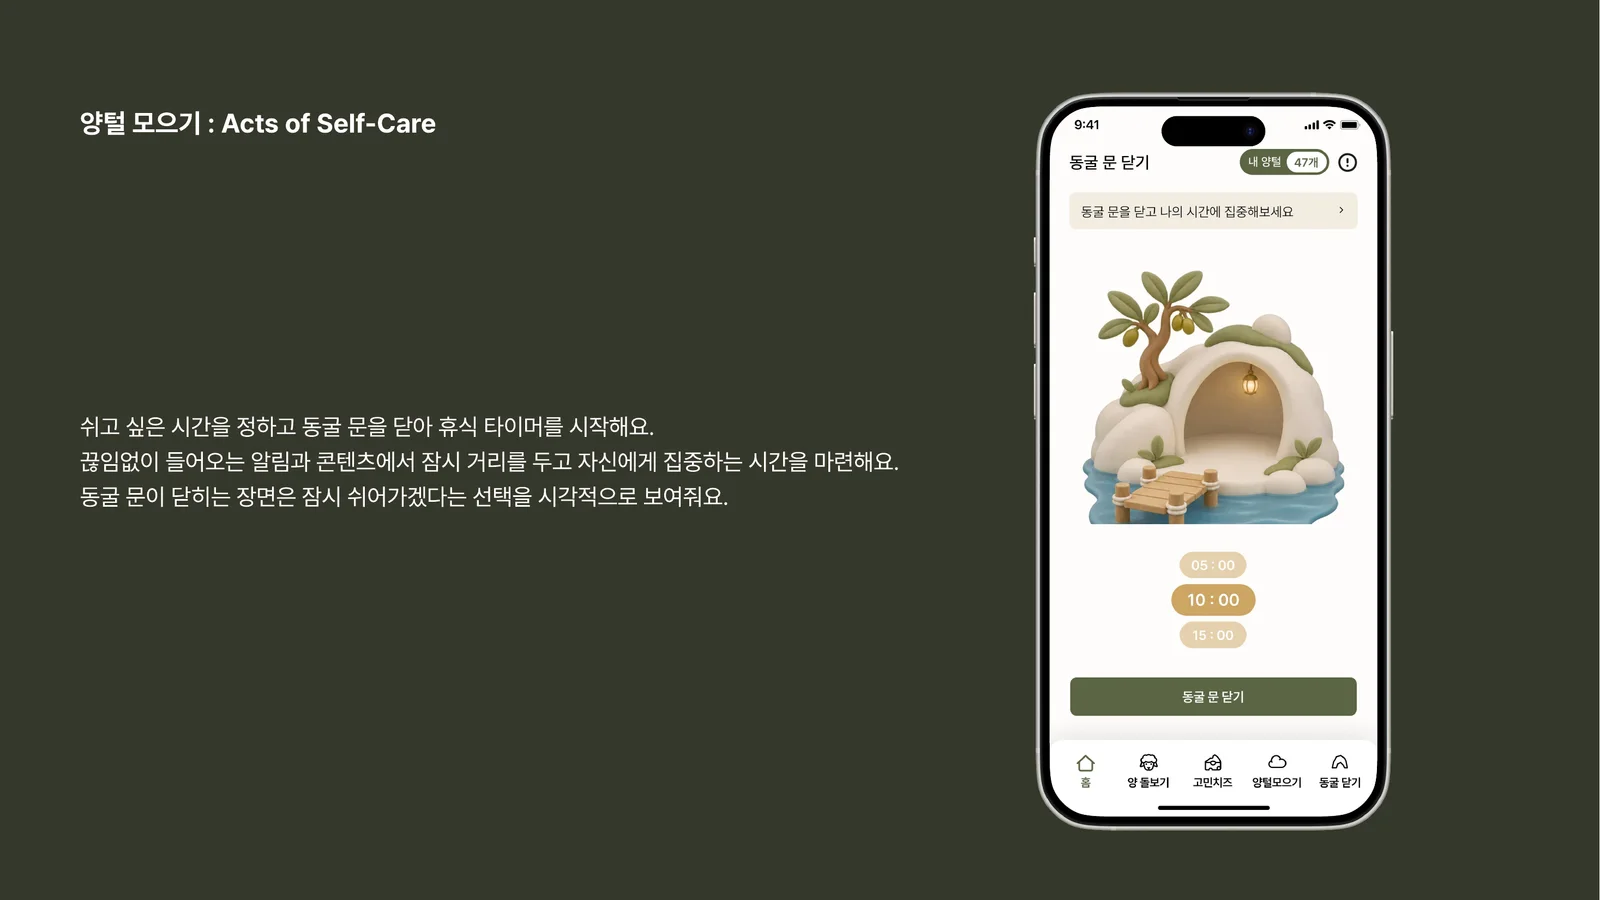 양털 모으기 : Acts of Self-Care
쉬고 싶은 시간을 정하고 동굴 문을 닫아 휴식 타이머를 시작해요.
끊임없이 들어오는 알림과 콘텐츠에서 잠시 거리를 두고 자신에게 집중하는 시간을 마련해요.
동굴 문이 닫히는 장면은 잠시 쉬어가겠다는 선택을 시각적으로 보여줘요.
9:41
동굴 문 닫기
내 양털 47개
동굴 문을 닫고 나의 시간에 집중해보세요
05 : 00
10 : 00
15 : 00
동굴 문 닫기
홈
양 돌보기
고민치즈
양털모으기
동굴 닫기